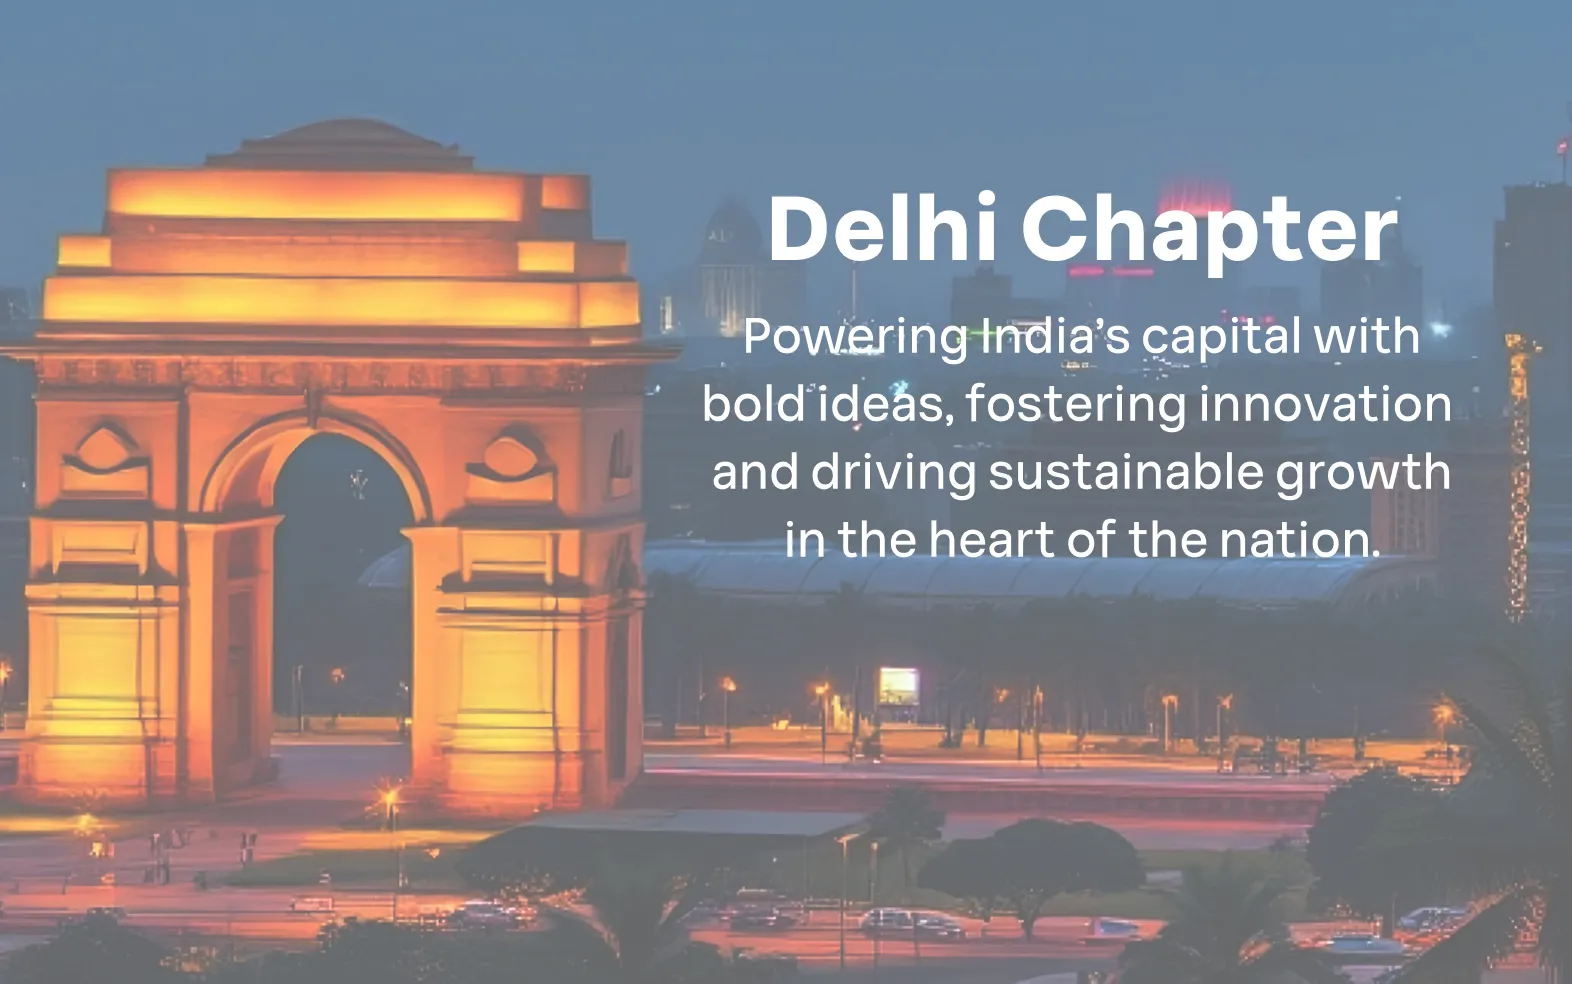 Delhi Chapter
Powering India’s capital with
bold ideas, fostering innovation
and driving sustainable growth
in the heart of the nation.